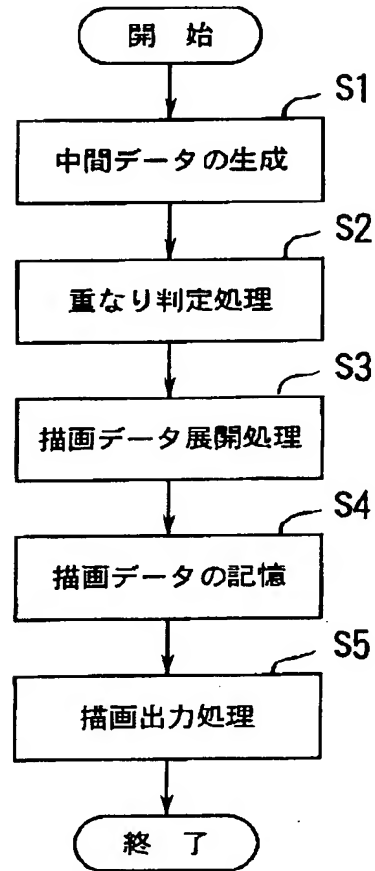 開 始
S1
中間データの生成
S2
重なり判定処理
S3
描画データ展開処理
S4
描画データの記憶
S5
描画出力処理
終 了